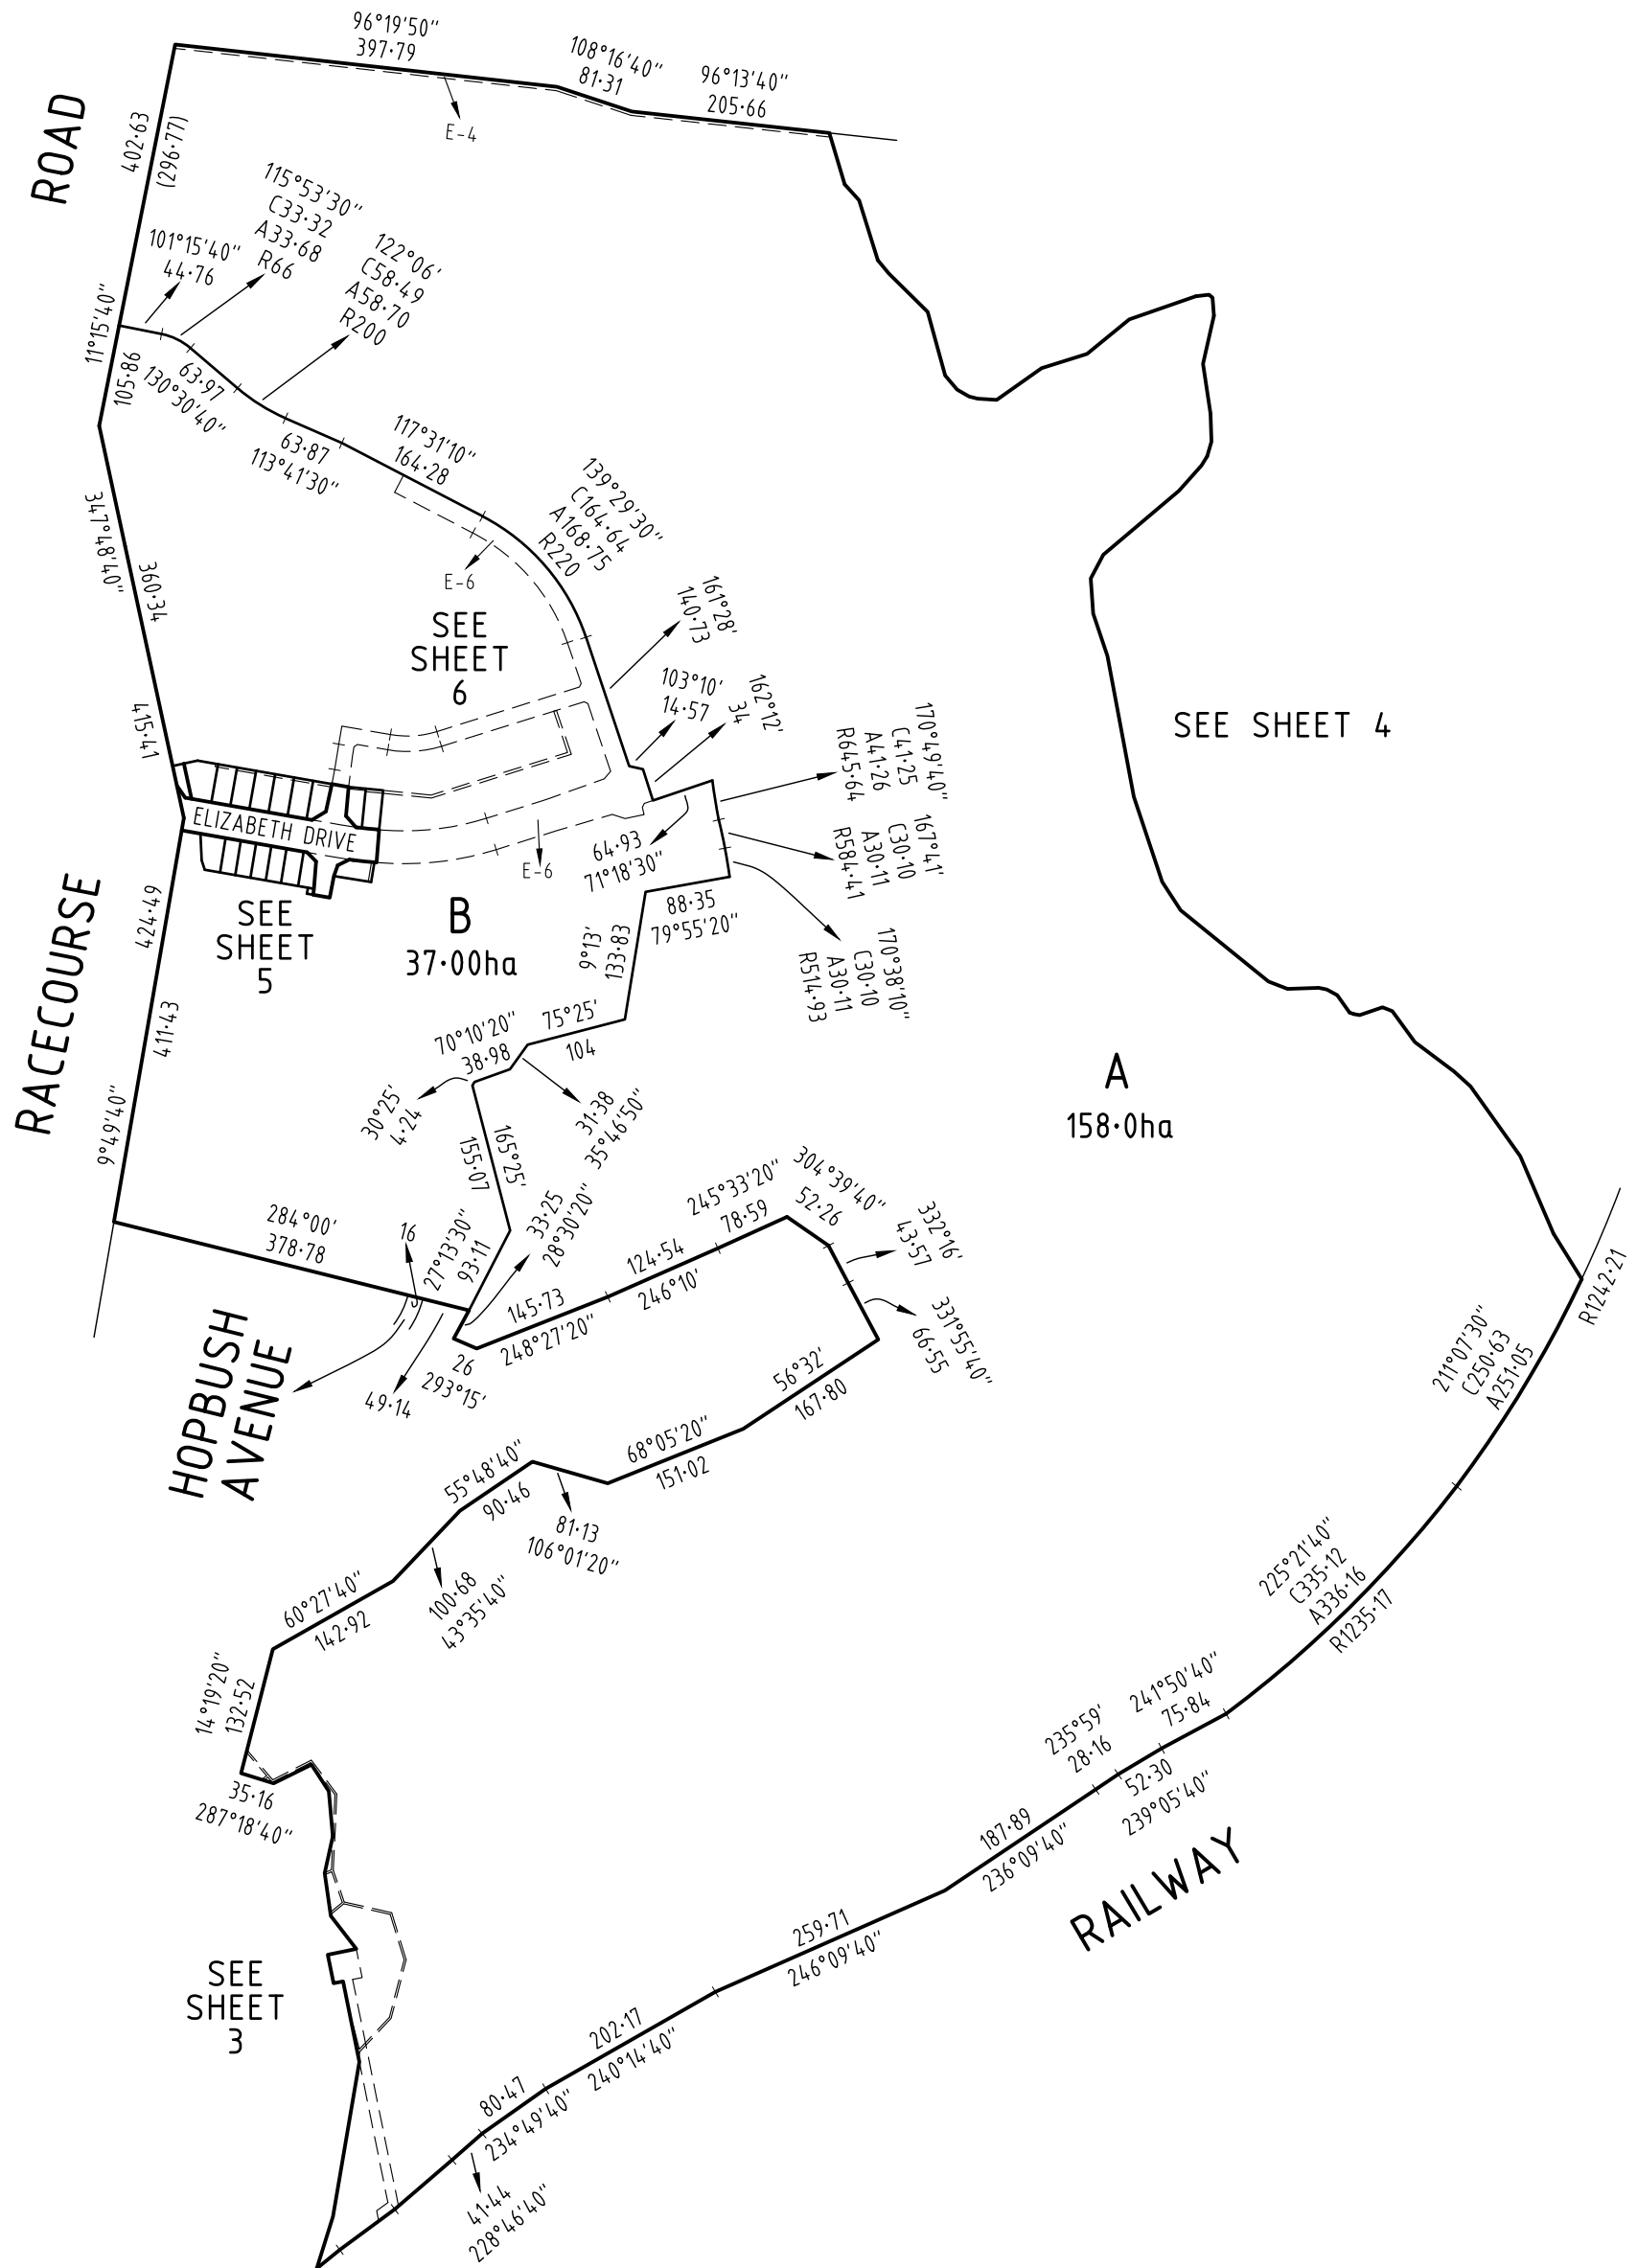 96°19'50"
397·79
108°16'40"
81·31
96°13'40"
205·66
E-4
ROAD
402·63
(296·77)
115°53'30"
C33·32
A33·68
R66
101°15'40"
44·76
122°06'
C58·49
A58·70
R200
11°15'40"
105·86
63·97
130°30'40"
63·87
113°41'30"
117°31'10"
164·28
139°29'30"
C164·64
A168·75
R220
E-6
347°48'40"
360·34
SEE
SHEET
6
161°28'
140·73
103°10'
14·57
162°12'
34
415·41
170°49'40"
C41·25
A41·26
R645·64
SEE SHEET 4
ELIZABETH DRIVE
64·93
71°18'30"
167°41'
C30·10
A30·11
R584·41
E-6
88·35
79°55'20"
170°38'10"
C30·10
A30·11
R514·93
RACECOURSE
424·49
411·43
9°49'40"
SEE
SHEET
5
B
37·00ha
9°13'
133·83
75°25'
104
70°10'20"
38·98
30°25'
4·24
31·38
35°46'50"
A
158·0ha
165°25'
155·07
284°00'
378·78
16
27°13'30"
93·11
33·25
28°30'20"
245°33'20"
78·59
304°39'40"
52·26
332°16'
43·57
124·54
246°10'
145·73
248°27'20"
331°55'40"
66·55
26
293°15'
49·14
HOPBUSH
AVENUE
R1242·21
211°07'30"
C250·63
A251·05
56°32'
167·80
68°05'20"
151·02
55°48'40"
90·46
81·13
106°01'20"
100·68
43°35'40"
60°27'40"
142·92
225°21'40"
C335·12
A336·16
R1235·17
14°19'20"
132·52
35·16
287°18'40"
241°50'40"
75·84
235°59'
28·16
52·30
239°05'40"
187·89
236°09'40"
RAILWAY
259·71
246°09'40"
SEE
SHEET
3
202·17
240°14'40"
80·47
234°49'40"
41·44
228°46'40"